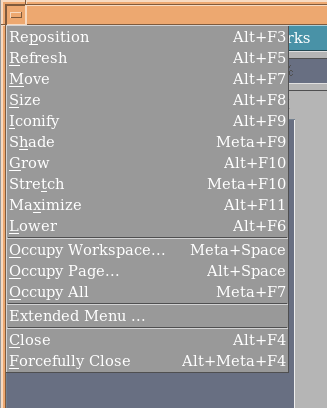 rks
Reposition Alt+F3
Refresh Alt+F5
Move Alt+F7
Size Alt+F8
Iconify Alt+F9
Shade Meta+F9
Grow Alt+F10
Stretch Meta+F10
Maximize Alt+F11
Lower Alt+F6
Occupy Workspace... Meta+Space
Occupy Page... Alt+Space
Occupy All Meta+F7
Extended Menu ...
Close Alt+F4
Forcefully Close Alt+Meta+F4